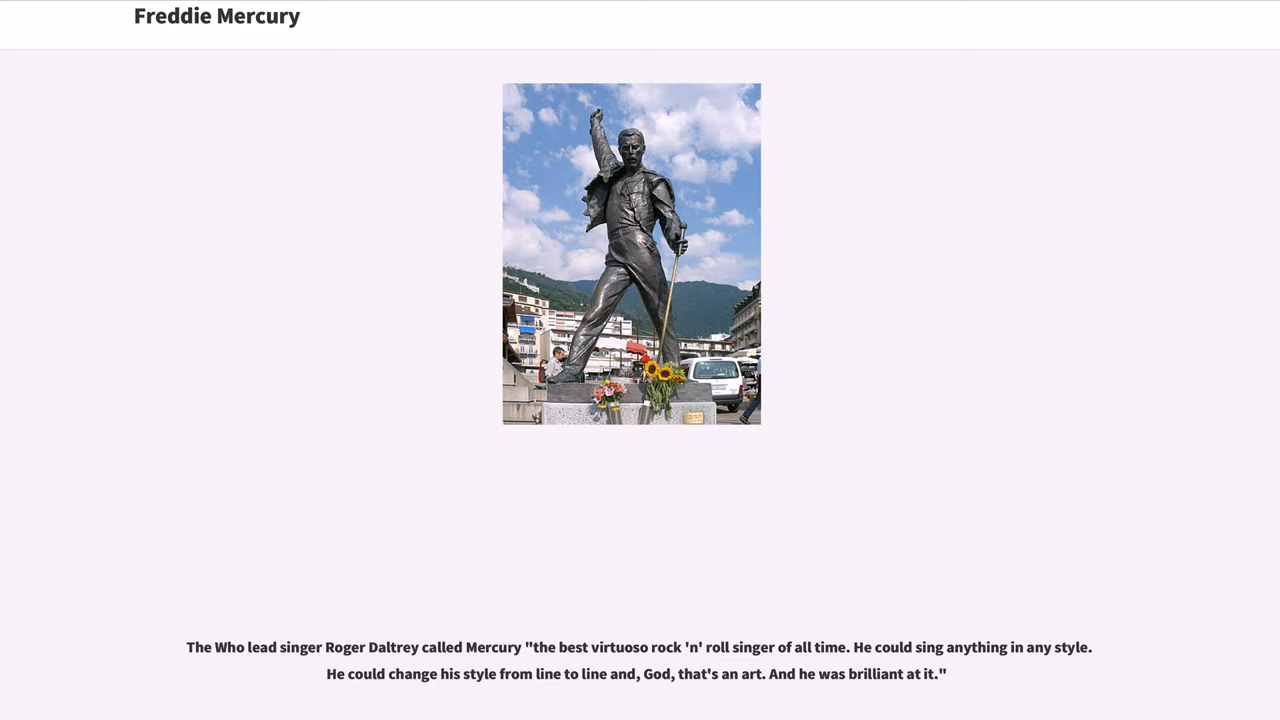 Freddie Mercury
The Who lead singer Roger Daltrey called Mercury "the best virtuoso rock 'n' roll singer of all time. He could sing anything in any style.
He could change his style from line to line and, God, that's an art. And he was brilliant at it."